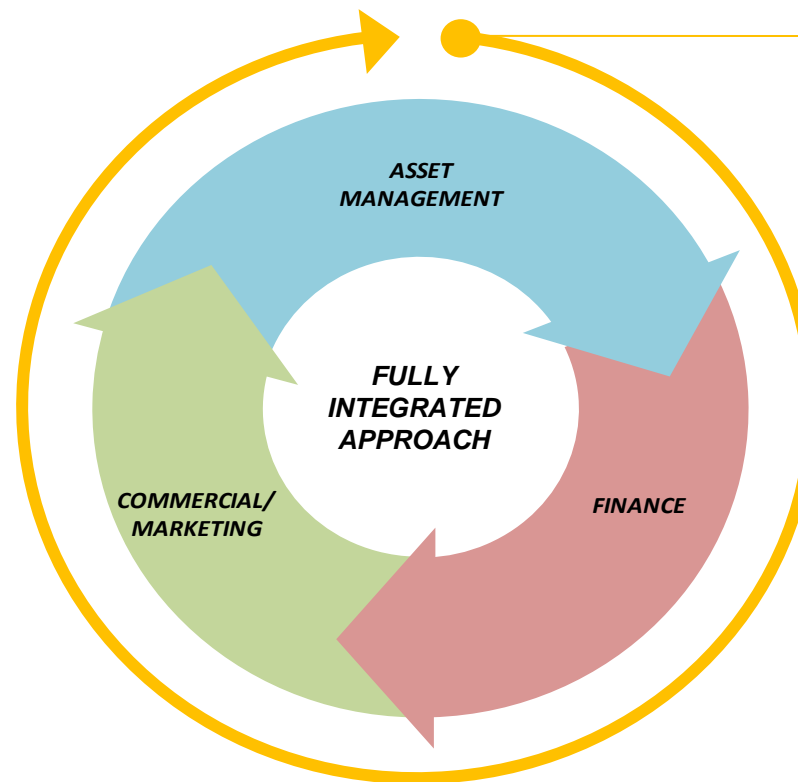 ASSET
MANAGEMENT
FULLY
INTEGRATED
APPROACH
COMMERCIAL/
MARKETING
FINANCE